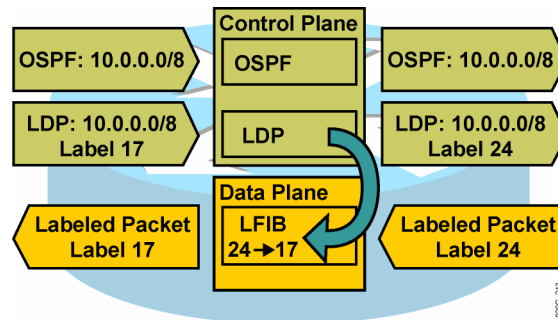 Control Plane
OSPF: 10.0.0.0/8
OSPF
OSPF: 10.0.0.0/8
LDP: 10.0.0.0/8
Label 17
LDP
LDP: 10.0.0.0/8
Label 24
Data Plane
Labeled Packet
Label 17
LFIB
24→17
Labeled Packet
Label 24